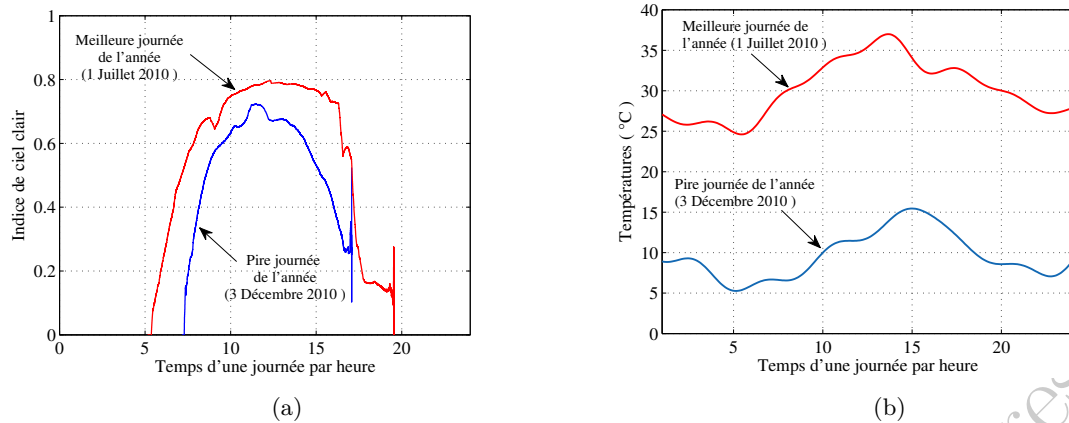 1
0.8
0.6
0.4
0.2
0
0
5
10
15
20
Indice de ciel clair
Temps d'une journée par heure
Meilleure journée
de l'année
(1 Juillet 2010 )
Pire journée
de l'année
(3 Décembre 2010 )
(a)
40
35
30
25
20
15
10
5
0
5
10
15
20
Températures ( °C)
Temps d'une journée par heure
Meilleure journée de
l'année (1 Juillet 2010 )
Pire journée de l'année
(3 Décembre 2010 )
(b)